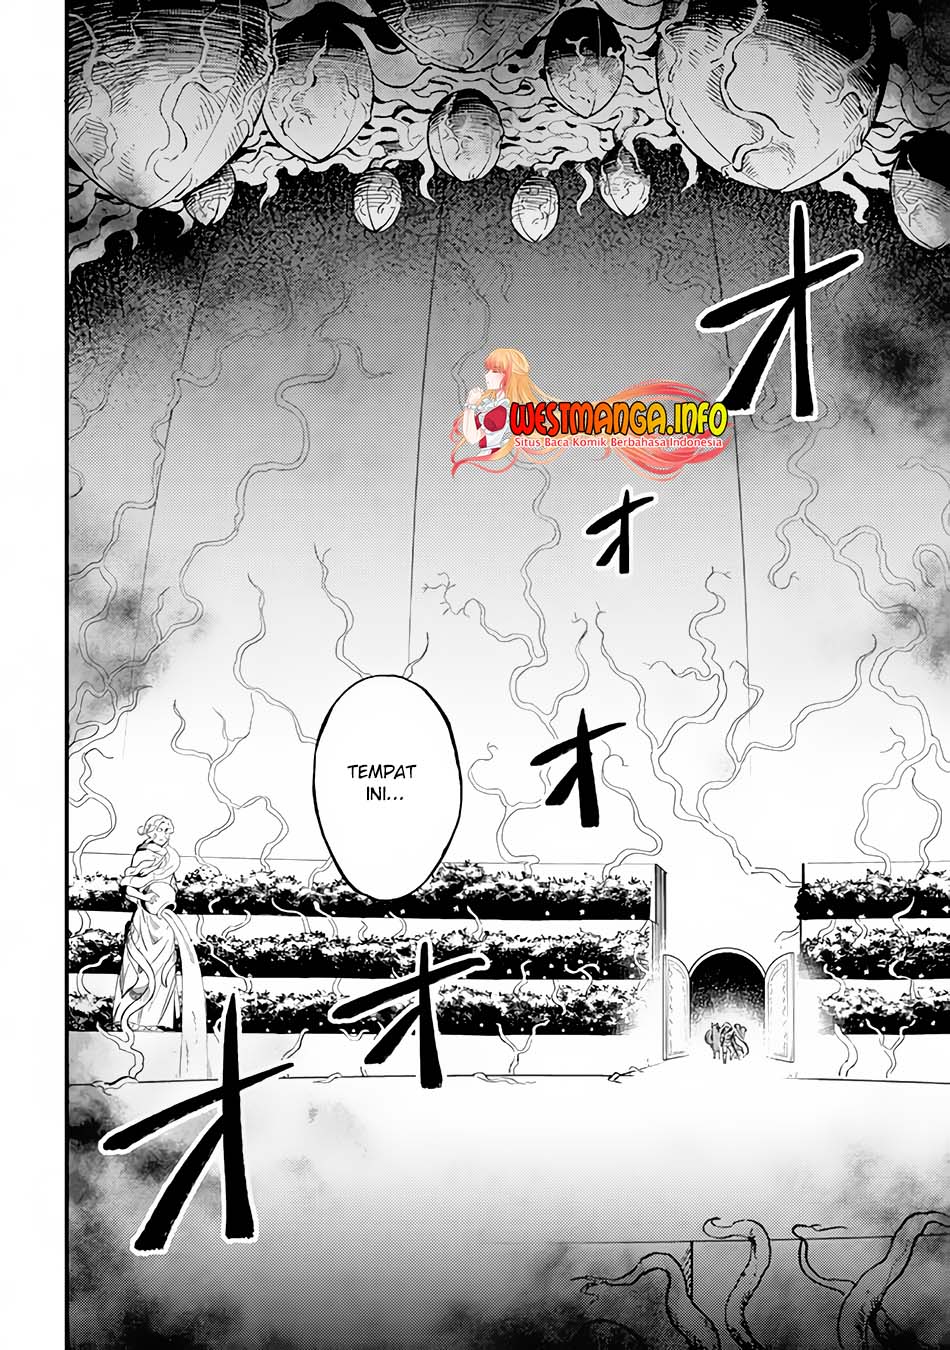 オ
WESTMANGA.INFO
Situs Baca Komik Berbahasa Indonesia
オ
オ
TEMPAT
INI...
オ
オ